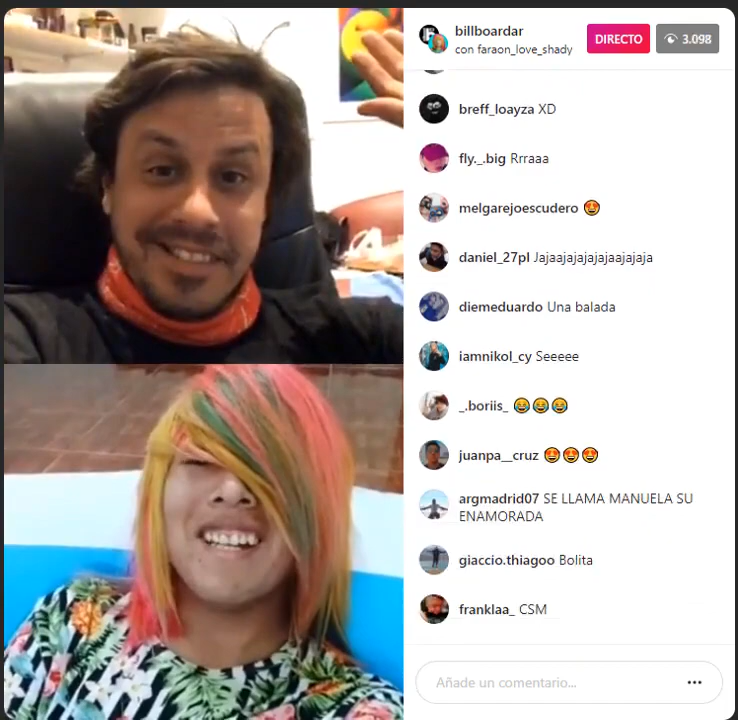 billboardar
con faraon_love_shady
DIRECTO
3.098
breff_loayza XD
fly._.big Rrraaa
melgarejoescudero 🤩
daniel_27pl Jajaajajajajajaajajaja
diemeduardo Una balada
iamnikol_cy Seeeee
_.boriis_ 😂😂😂
juanpa__cruz 🤩🤩🤩
argmadrid07 SE LLAMA MANUELA SU
ENAMORADA
giaccio.thiagoo Bolita
franklaa_ CSM
Añade un comentario...